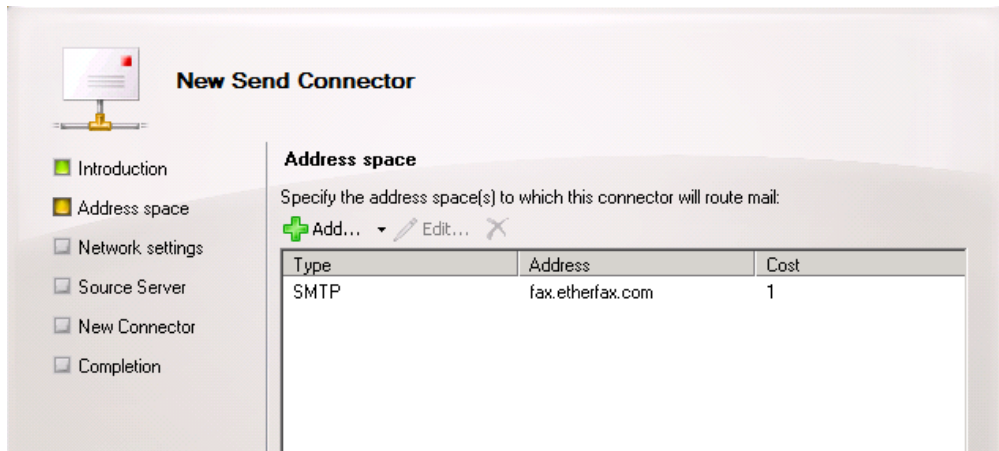 New Send Connector
Introduction
Address space
Network settings
Source Server
New Connector
Completion
Address space
Specify the address space(s) to which this connector will route mail:
Add... Edit...
Type Address Cost
SMTP fax.etherfax.com 1